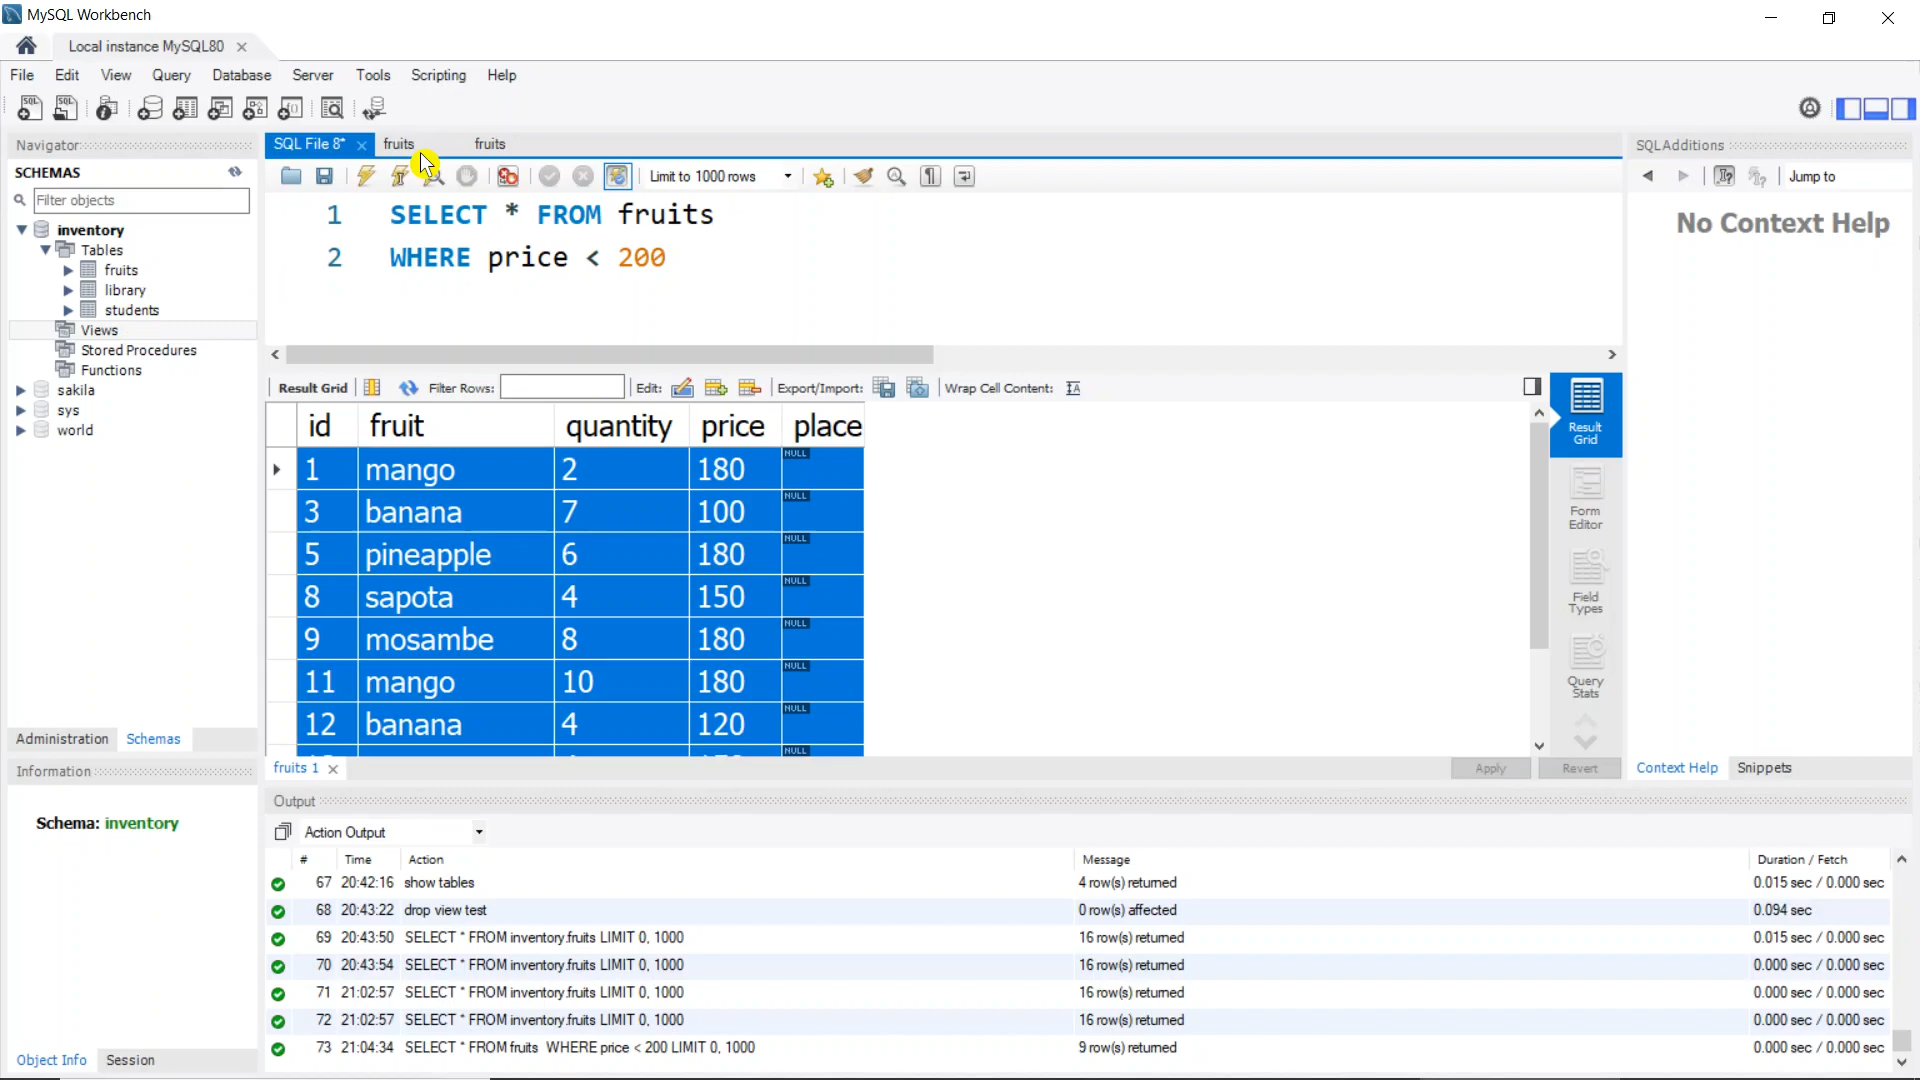 MySQL Workbench
Local instance MySQL80
File Edit View Query Database Server Tools Scripting Help
Navigator
SCHEMAS
Filter objects
inventory
Tables
fruits
library
students
Views
Stored Procedures
Functions
sakila
sys
world
Administration Schemas
Information
Schema: inventory
Object Info Session
SQL File 8* fruits fruits
Limit to 1000 rows
1 SELECT * FROM fruits
2 WHERE price < 200
Result Grid Filter Rows: Edit: Export/Import: Wrap Cell Content:
id fruit quantity price place
1 mango 2 180 NULL
3 banana 7 100 NULL
5 pineapple 6 180 NULL
8 sapota 4 150 NULL
9 mosambe 8 180 NULL
11 mango 10 180 NULL
12 banana 4 120 NULL
NULL
Result Grid
Form Editor
Field Types
Query Stats
fruits 1 Apply Revert
SQLAdditions
Jump to
No Context Help
Context Help Snippets
Output
Action Output
# Time Action Message Duration / Fetch
67 20:42:16 show tables 4 row(s) returned 0.015 sec / 0.000 sec
68 20:43:22 drop view test 0 row(s) affected 0.094 sec
69 20:43:50 SELECT * FROM inventory.fruits LIMIT 0, 1000 16 row(s) returned 0.015 sec / 0.000 sec
70 20:43:54 SELECT * FROM inventory.fruits LIMIT 0, 1000 16 row(s) returned 0.000 sec / 0.000 sec
71 21:02:57 SELECT * FROM inventory.fruits LIMIT 0, 1000 16 row(s) returned 0.000 sec / 0.000 sec
72 21:02:57 SELECT * FROM inventory.fruits LIMIT 0, 1000 16 row(s) returned 0.000 sec / 0.000 sec
73 21:04:34 SELECT * FROM fruits WHERE price < 200 LIMIT 0, 1000 9 row(s) returned 0.000 sec / 0.000 sec